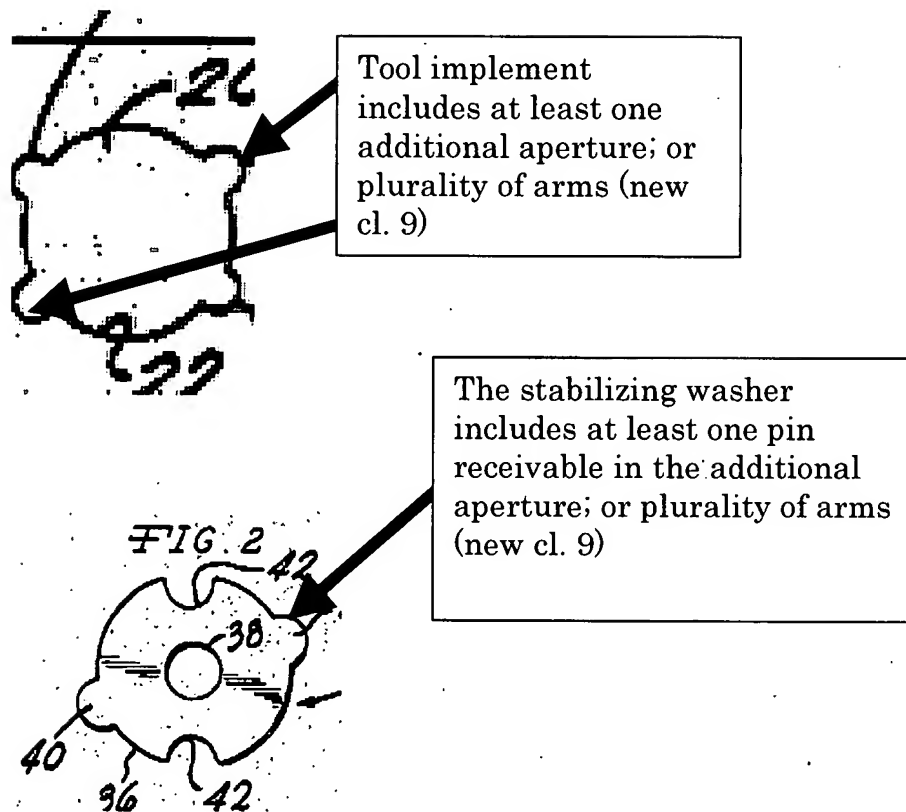 Tool implement
includes at least one
additional aperture; or
plurality of arms (new
cl. 9)
22
The stabilizing washer
includes at least one pin
receivable in the additional
aperture; or plurality of arms
(new cl. 9)
FIG. 2
42
38
40
36
42